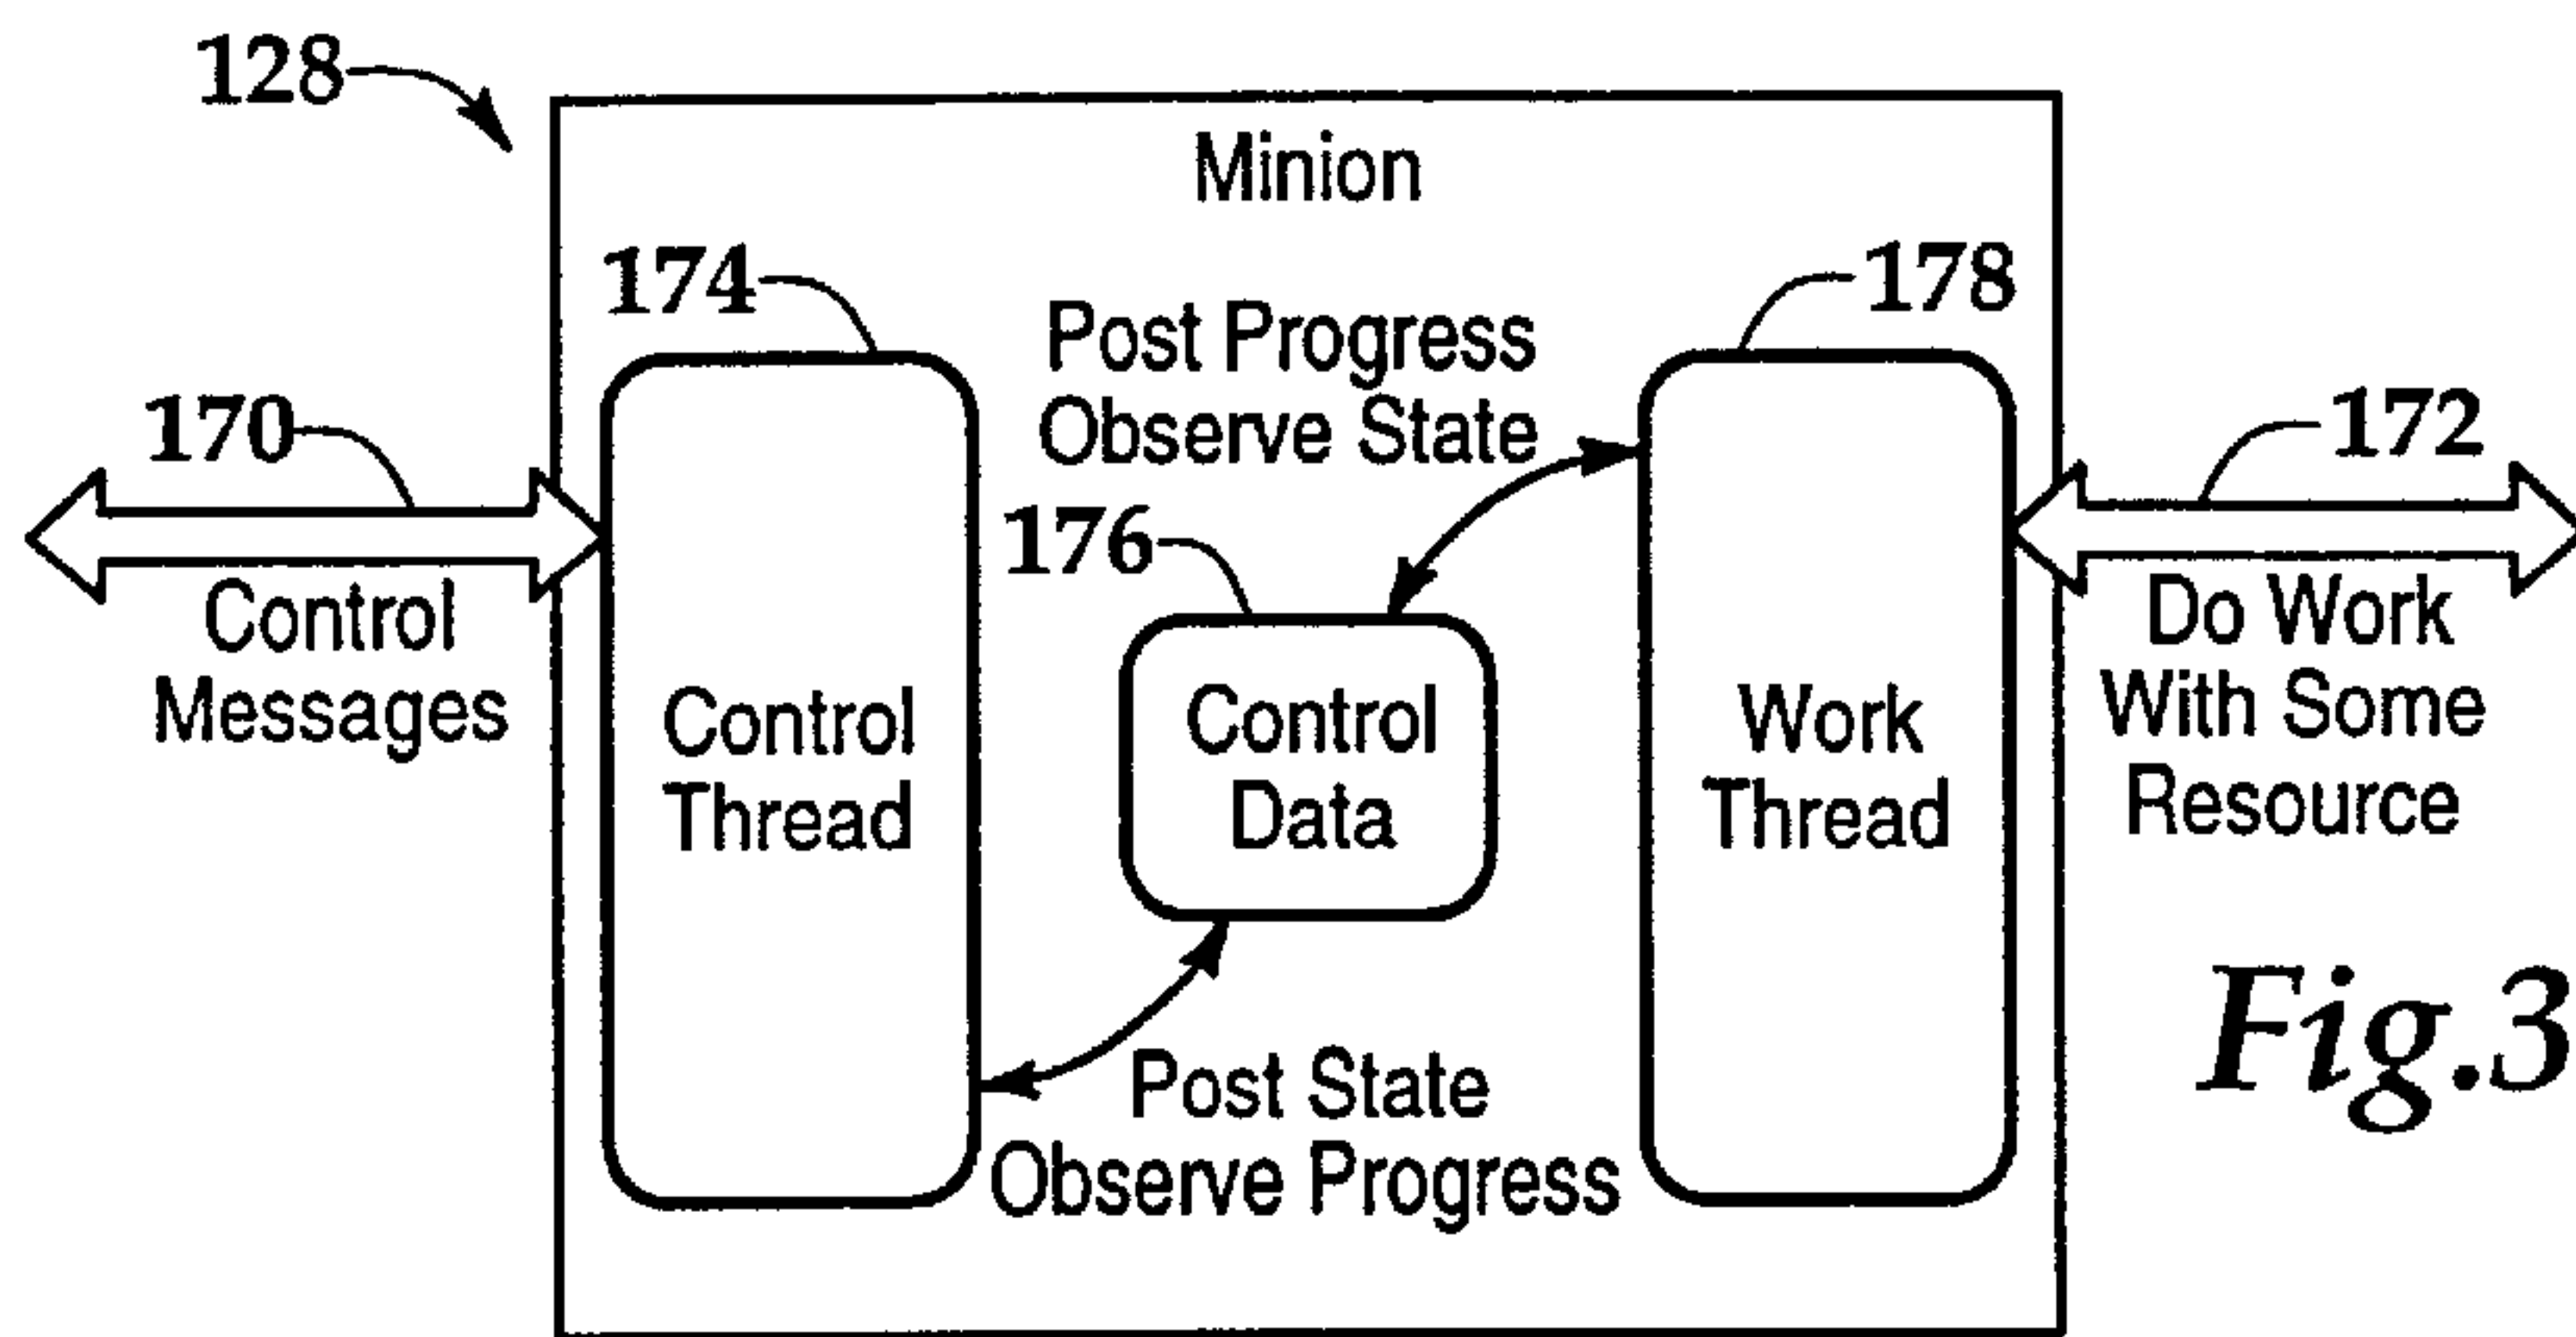 128
Minion
174
178
Post Progress
Observe State
170
172
176
Control
Messages
Do Work
With Some
Resource
Control
Thread
Control
Data
Work
Thread
Post State
Observe Progress
Fig.3